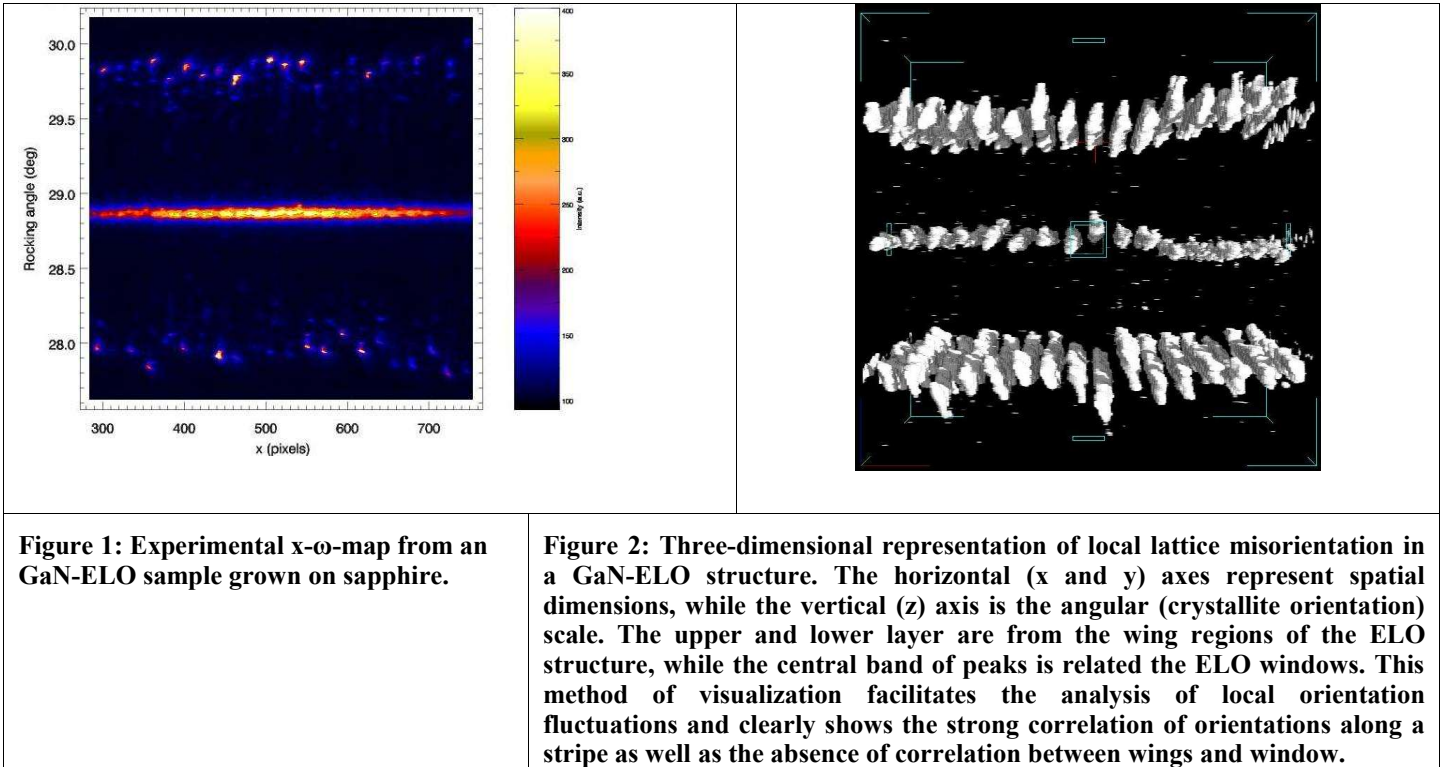 30.0
29.5
29.0
28.5
28.0
Rocking angle (deg)
300 400 500 600 700
x (pixels)
400
350
300
250
200
150
100
Intensity (a.u.)
Figure 1: Experimental x-ω-map from an
GaN-ELO sample grown on sapphire.
Figure 2: Three-dimensional representation of local lattice misorientation in
a GaN-ELO structure. The horizontal (x and y) axes represent spatial
dimensions, while the vertical (z) axis is the angular (crystallite orientation)
scale. The upper and lower layer are from the wing regions of the ELO
structure, while the central band of peaks is related the ELO windows. This
method of visualization facilitates the analysis of local orientation
fluctuations and clearly shows the strong correlation of orientations along a
stripe as well as the absence of correlation between wings and window.